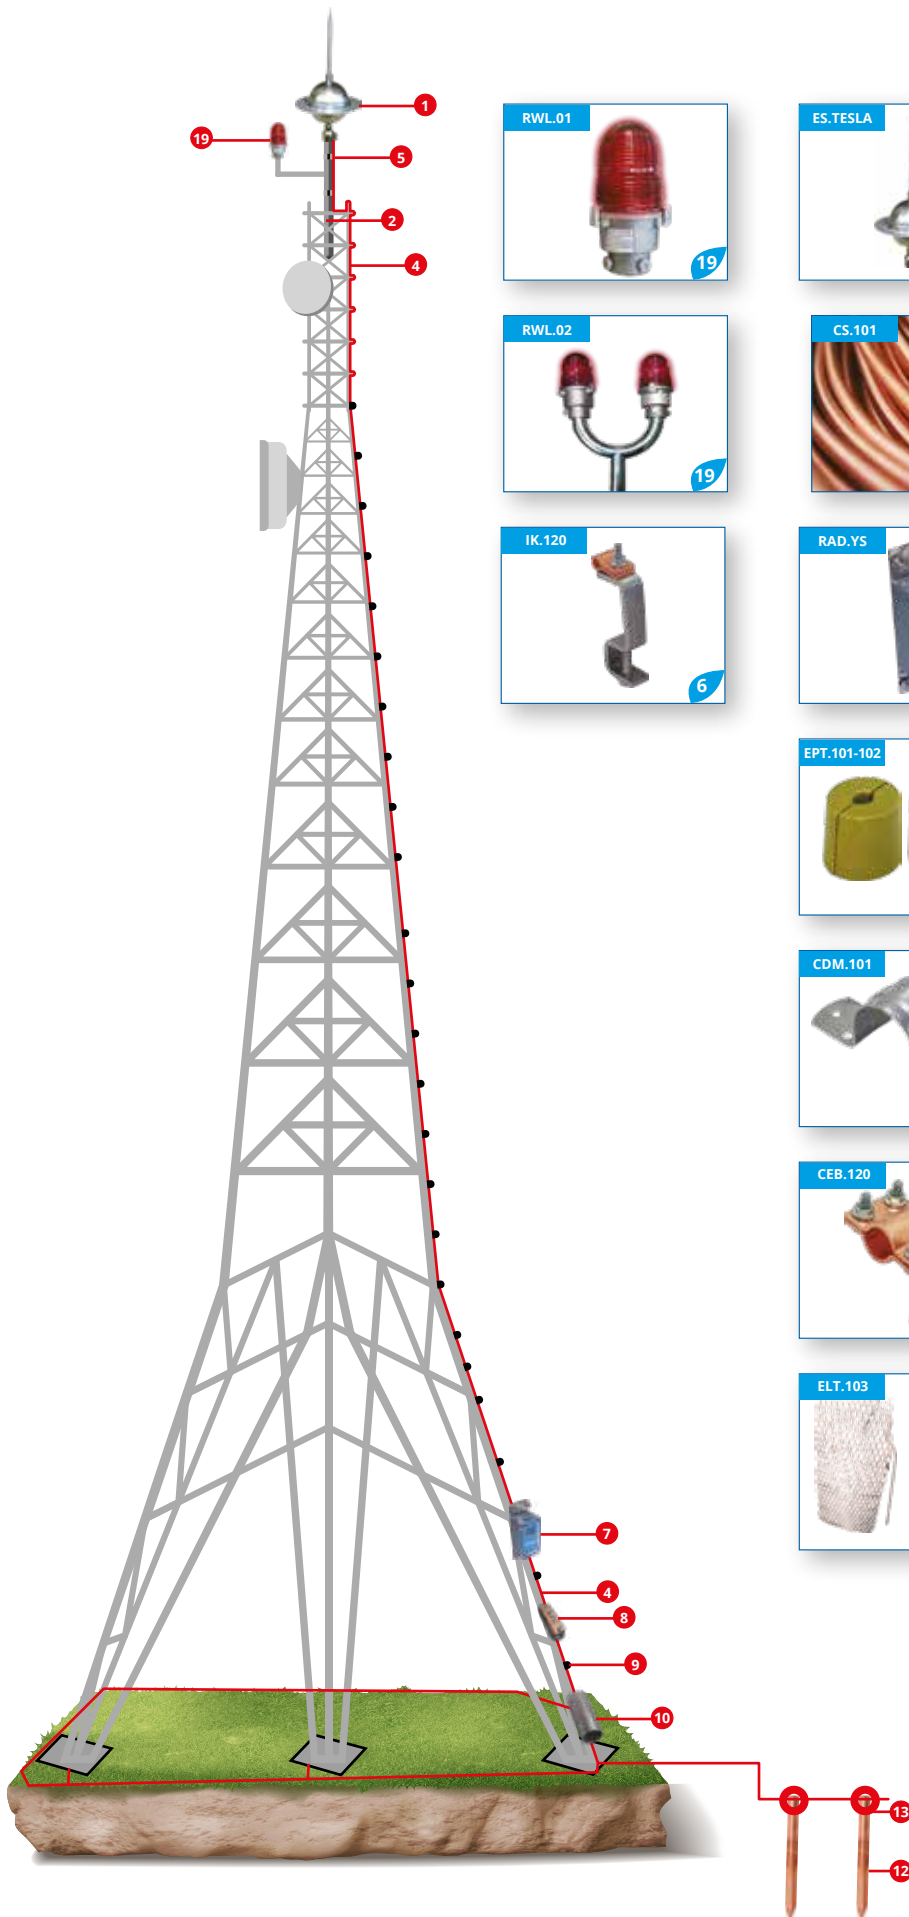 1
19
5
2
4
7
4
8
9
10
13
12
RWL.01
19
RWL.02
19
IK.120
6
ES.TESLA
CS.101
RAD.YS
EPT.101-102
CDM.101
CEB.120
ELT.103